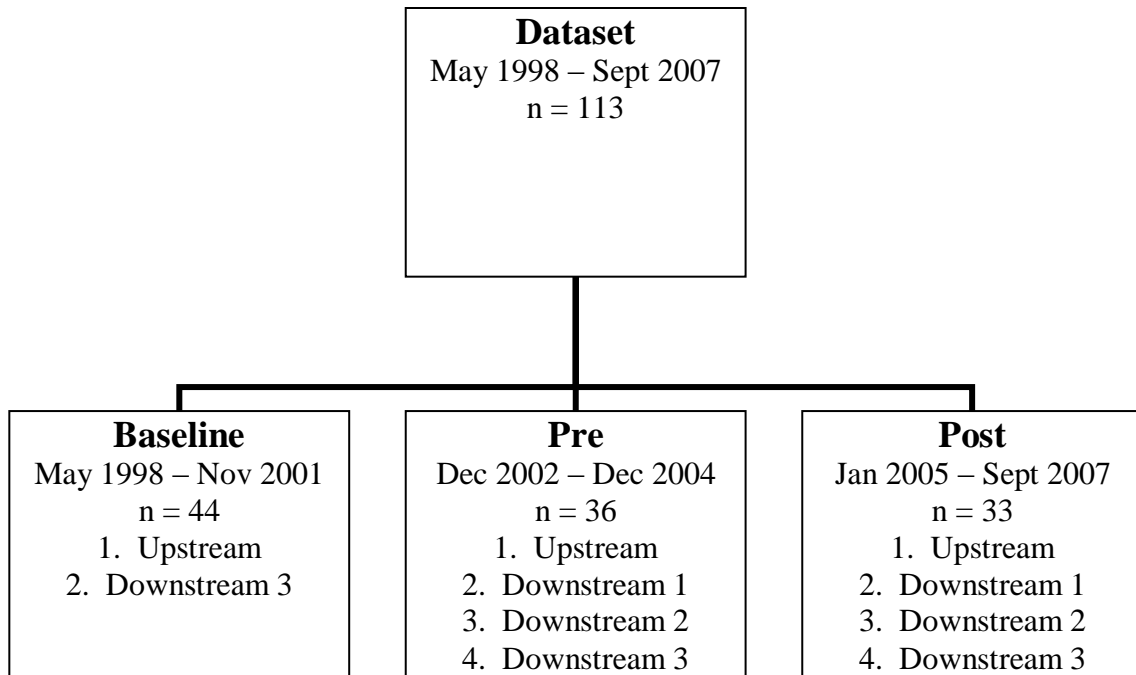 Dataset
May 1998 – Sept 2007
n = 113
Baseline
May 1998 – Nov 2001
n = 44
1. Upstream
2. Downstream 3
Pre
Dec 2002 – Dec 2004
n = 36
1. Upstream
2. Downstream 1
3. Downstream 2
4. Downstream 3
Post
Jan 2005 – Sept 2007
n = 33
1. Upstream
2. Downstream 1
3. Downstream 2
4. Downstream 3